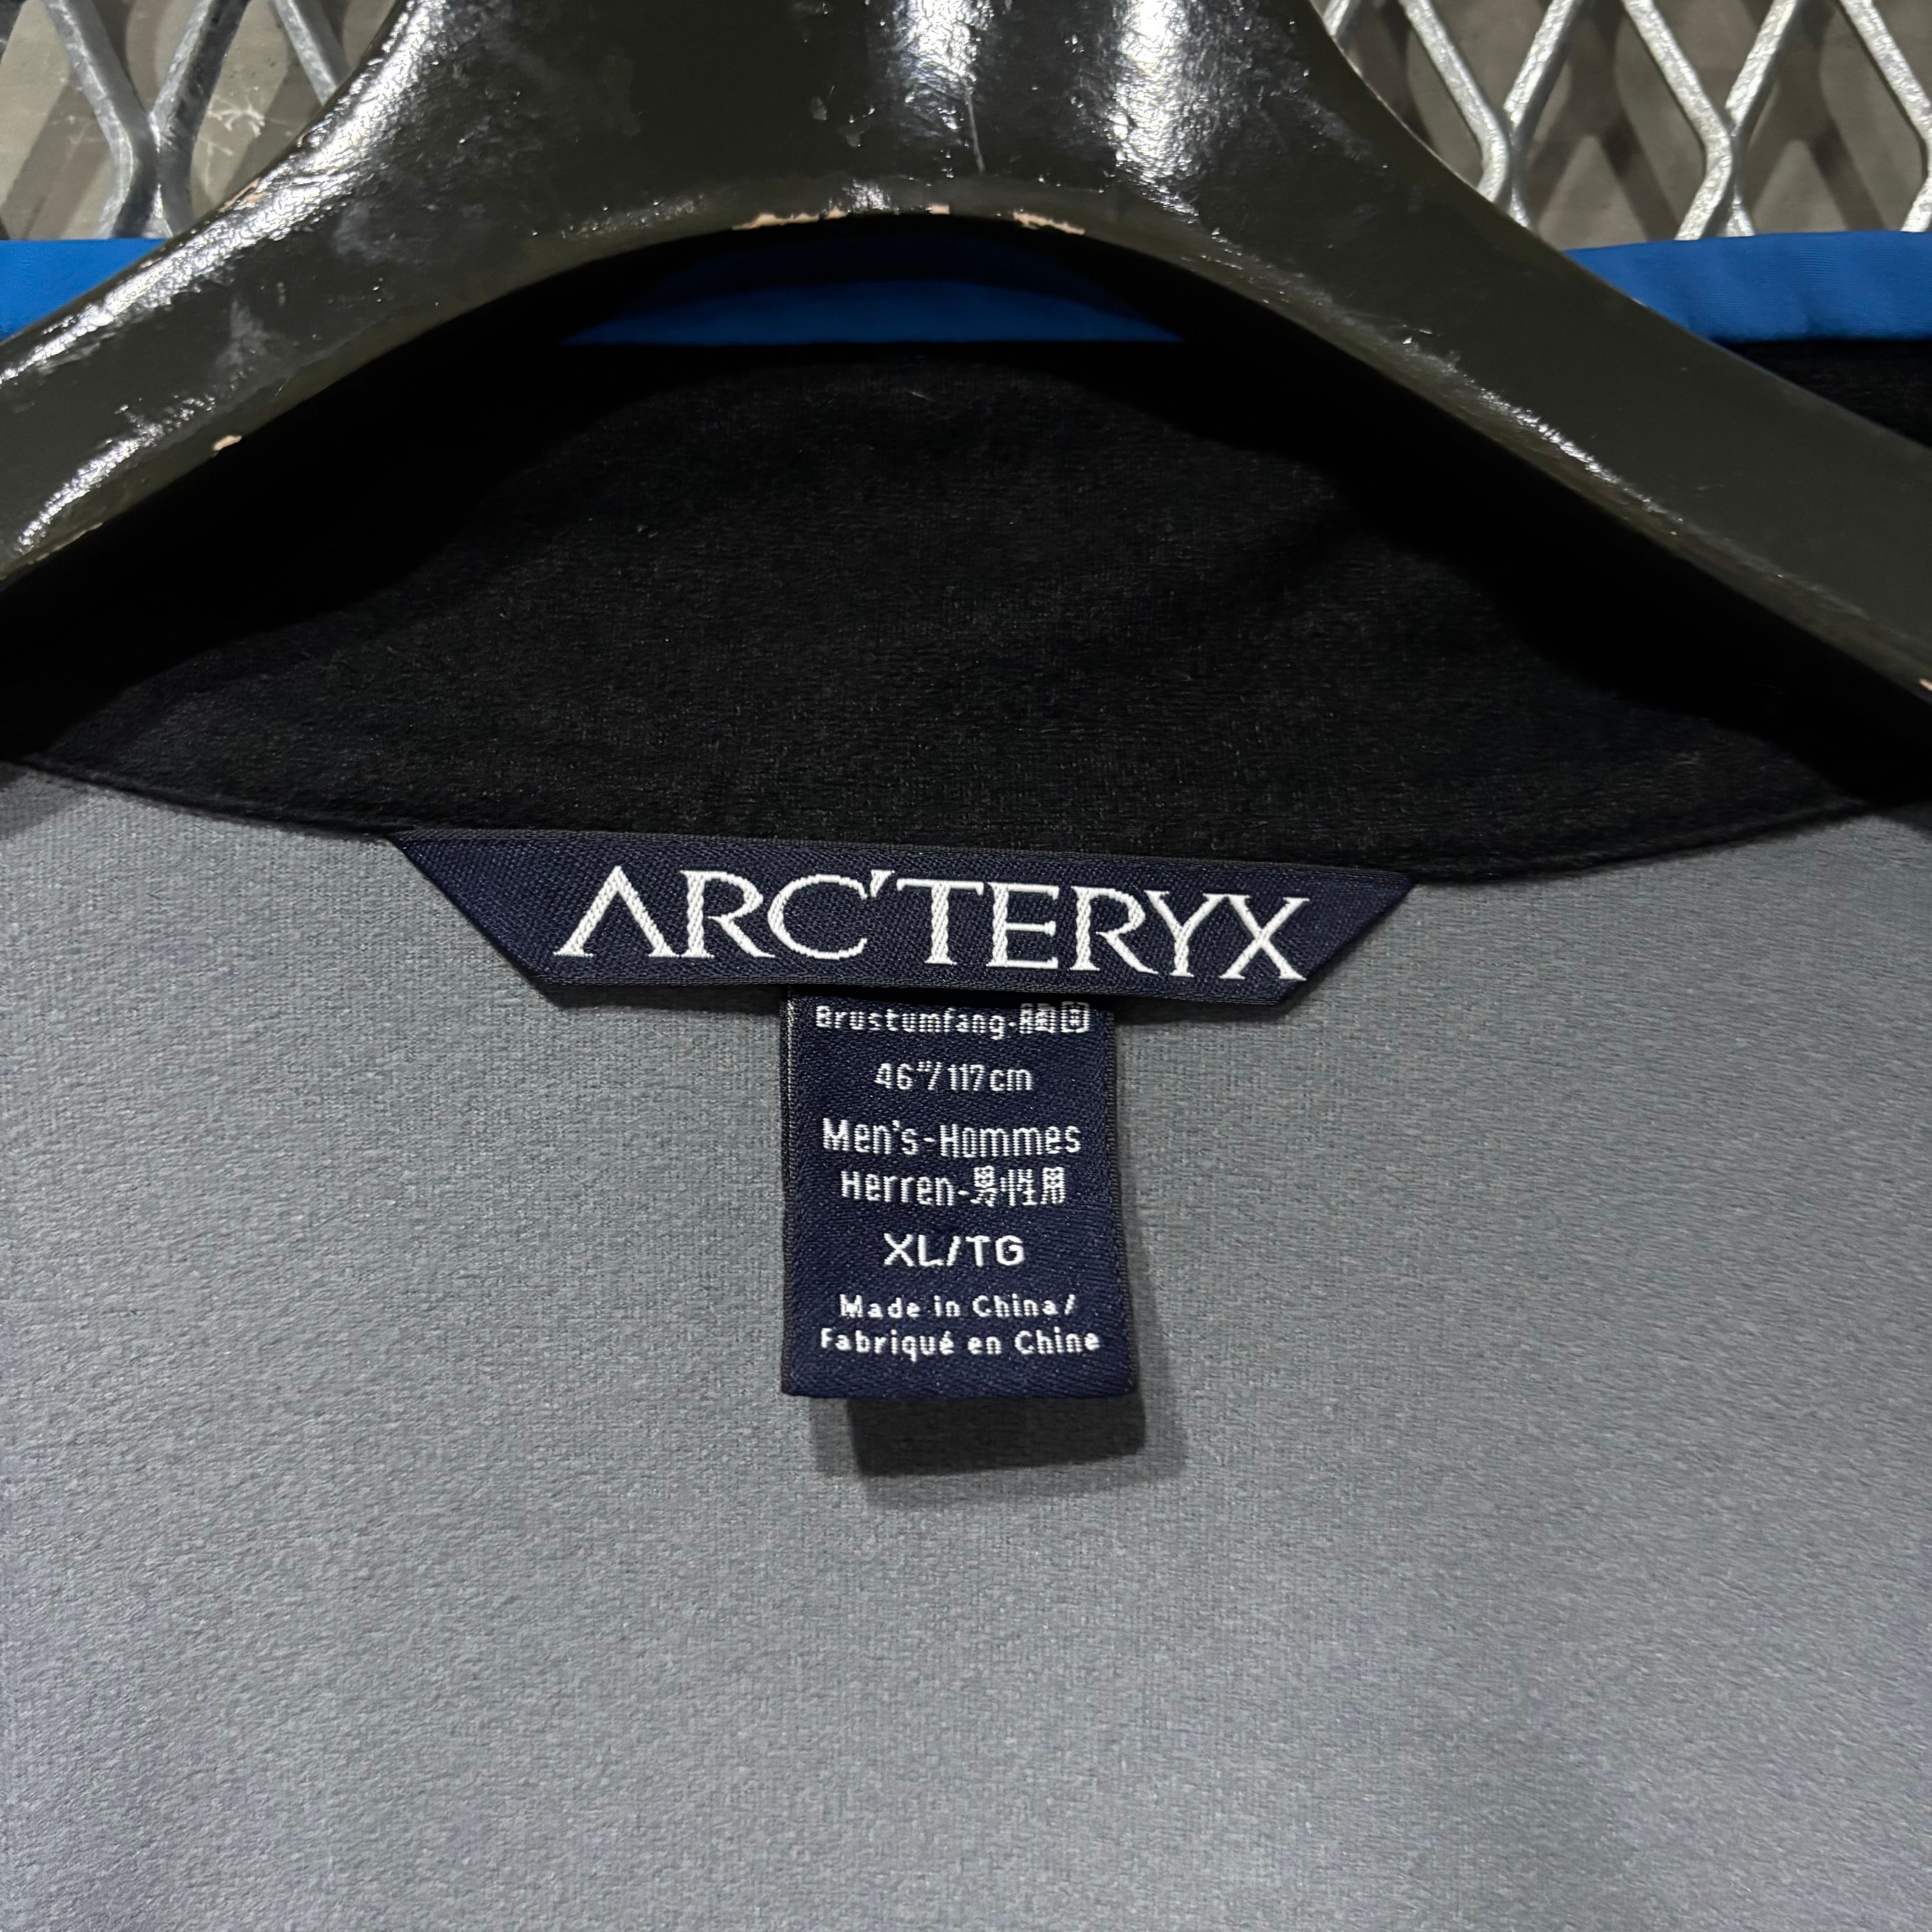 ARC'TERYX
Brustumfang-胸囲
46"/117cm
Men's-Hommes
Herren-男性用
XL/TG
Made in China/
Fabriqué en Chine